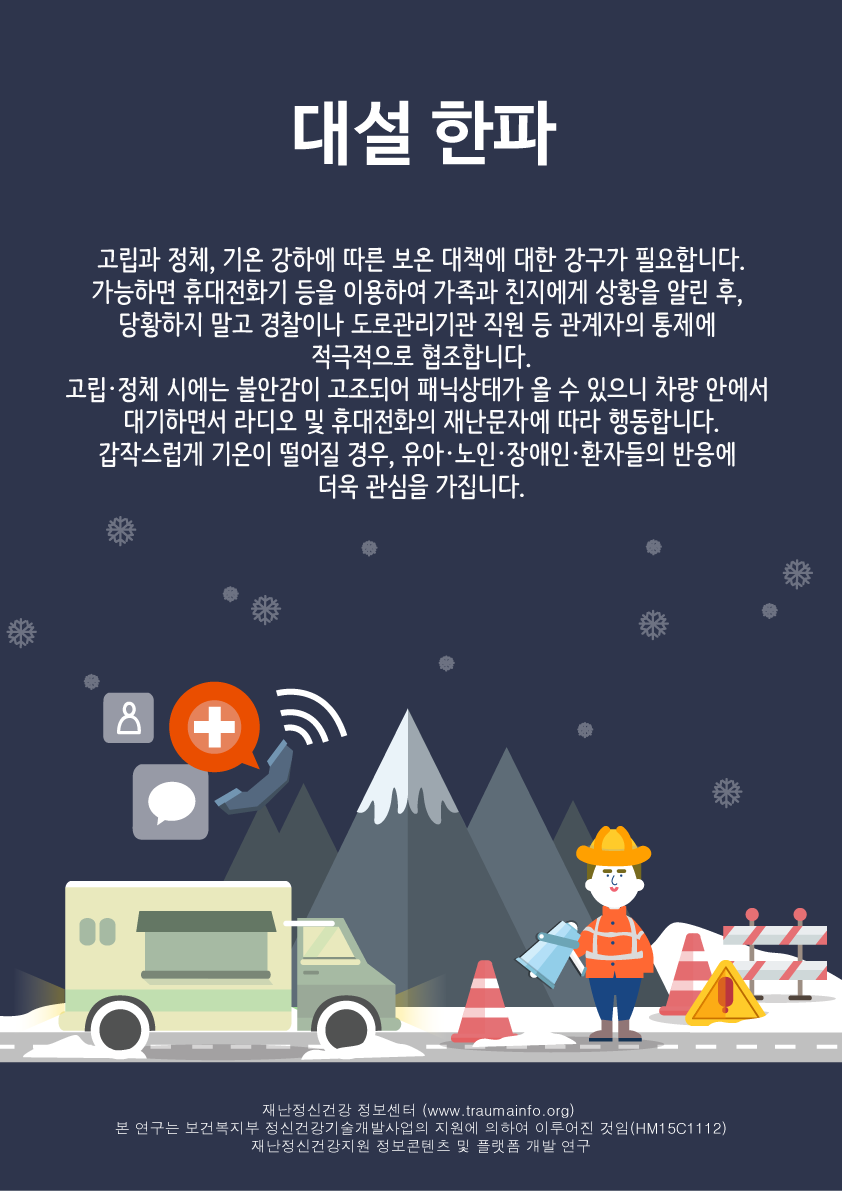 대설 한파
고립과 정체, 기온 강하에 따른 보온 대책에 대한 강구가 필요합니다.
가능하면 휴대전화기 등을 이용하여 가족과 친지에게 상황을 알린 후,
당황하지 말고 경찰이나 도로관리기관 직원 등 관계자의 통제에
적극적으로 협조합니다.
고립·정체 시에는 불안감이 고조되어 패닉상태가 올 수 있으니 차량 안에서
대기하면서 라디오 및 휴대전화의 재난문자에 따라 행동합니다.
갑작스럽게 기온이 떨어질 경우, 유아·노인·장애인·환자들의 반응에
더욱 관심을 가집니다.
재난정신건강 정보센터 (www.traumainfo.org)
본 연구는 보건복지부 정신건강기술개발사업의 지원에 의하여 이루어진 것임(HM15C1112)
재난정신건강지원 정보콘텐츠 및 플랫폼 개발 연구